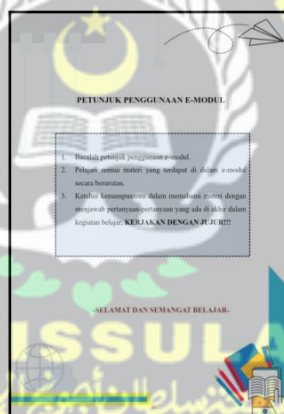 PETUNJUK PENGGUNAAN E-MODUL
1. Bacalah petunjuk penggunaan e-modul.
2. Pelajari semua materi yang terdapat di dalam e-modul
secara berurutan.
3. Ketahui kemampuanmu dalam memahami materi dengan
menjawab pertanyaan-pertanyaan yang ada di akhir dalam
kegiatan belajar, KERJAKAN DENGAN JUJUR!!!
-SELAMAT DAN SEMANGAT BELAJAR-
ISSULA